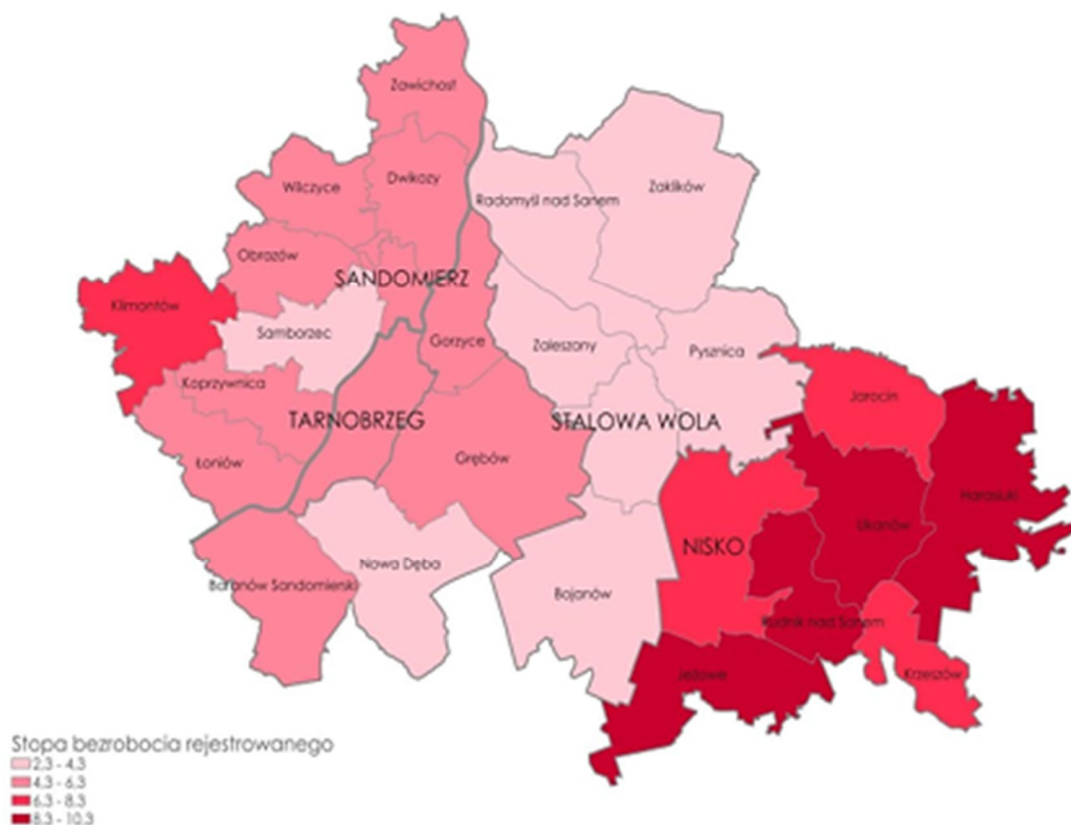 Zawichost
Wilczyce
Dwikozy
Radomyśl nad Sanem
Zaklików
Obrazów
SANDOMIERZ
Klimontów
Samborzec
Gorzyce
Zaleszany
Pysznica
Koprzywnica
TARNOBRZEG
STALOWA WOLA
Jarocin
Łoniów
Grębów
Harasiuki
Ulanów
NISKO
Nowa Dęba
Baranów Sandomierski
Bojanów
Rudnik nad Sanem
Jeżowe
Krzeszów
Stopa bezrobocia rejestrowanego
2,3 - 4,3
4,3 - 6,3
6,3 - 8,3
8,3 - 10,3